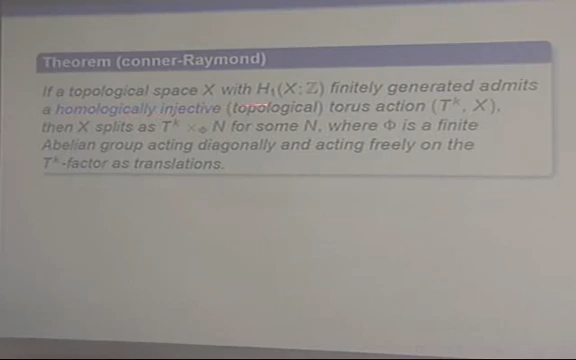 Theorem (conner-Raymond)
If a topological space X with H₁(X; ℤ) finitely generated admits
a homologically injective (topological) torus action (Tᵏ, X),
then X splits as Tᵏ ×_Φ N for some N, where Φ is a finite
Abelian group acting diagonally and acting freely on the
Tᵏ-factor as translations.